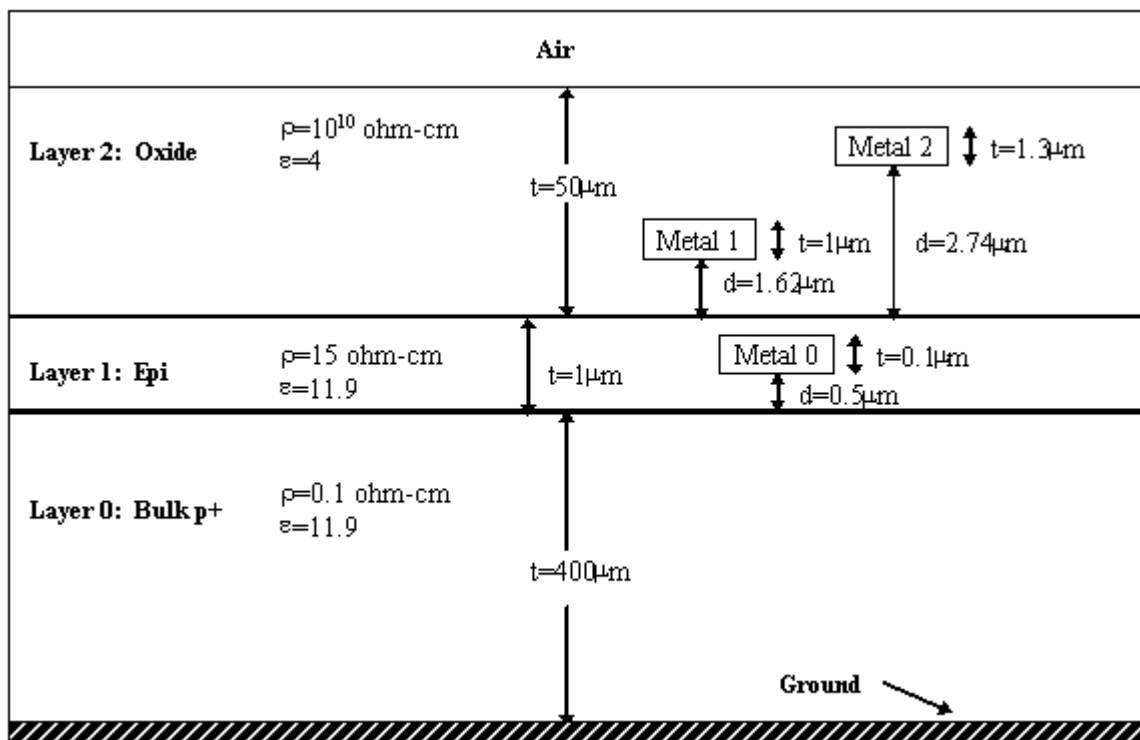 Air
Layer 2: Oxide
ρ=10¹⁰ ohm-cm
ε=4
t=50μm
Metal 2
t=1.3μm
Metal 1
t=1μm
d=2.74μm
d=1.62μm
Layer 1: Epi
ρ=15 ohm-cm
ε=11.9
t=1μm
Metal 0
t=0.1μm
d=0.5μm
Layer 0: Bulk p+
ρ=0.1 ohm-cm
ε=11.9
t=400μm
Ground